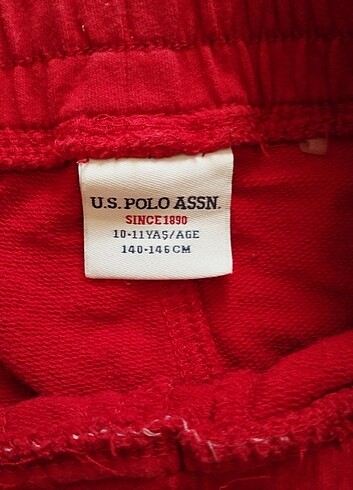 U.S. POLO ASSN.
SINCE 1890
10-11 YAŞ/AGE
140-146 CM